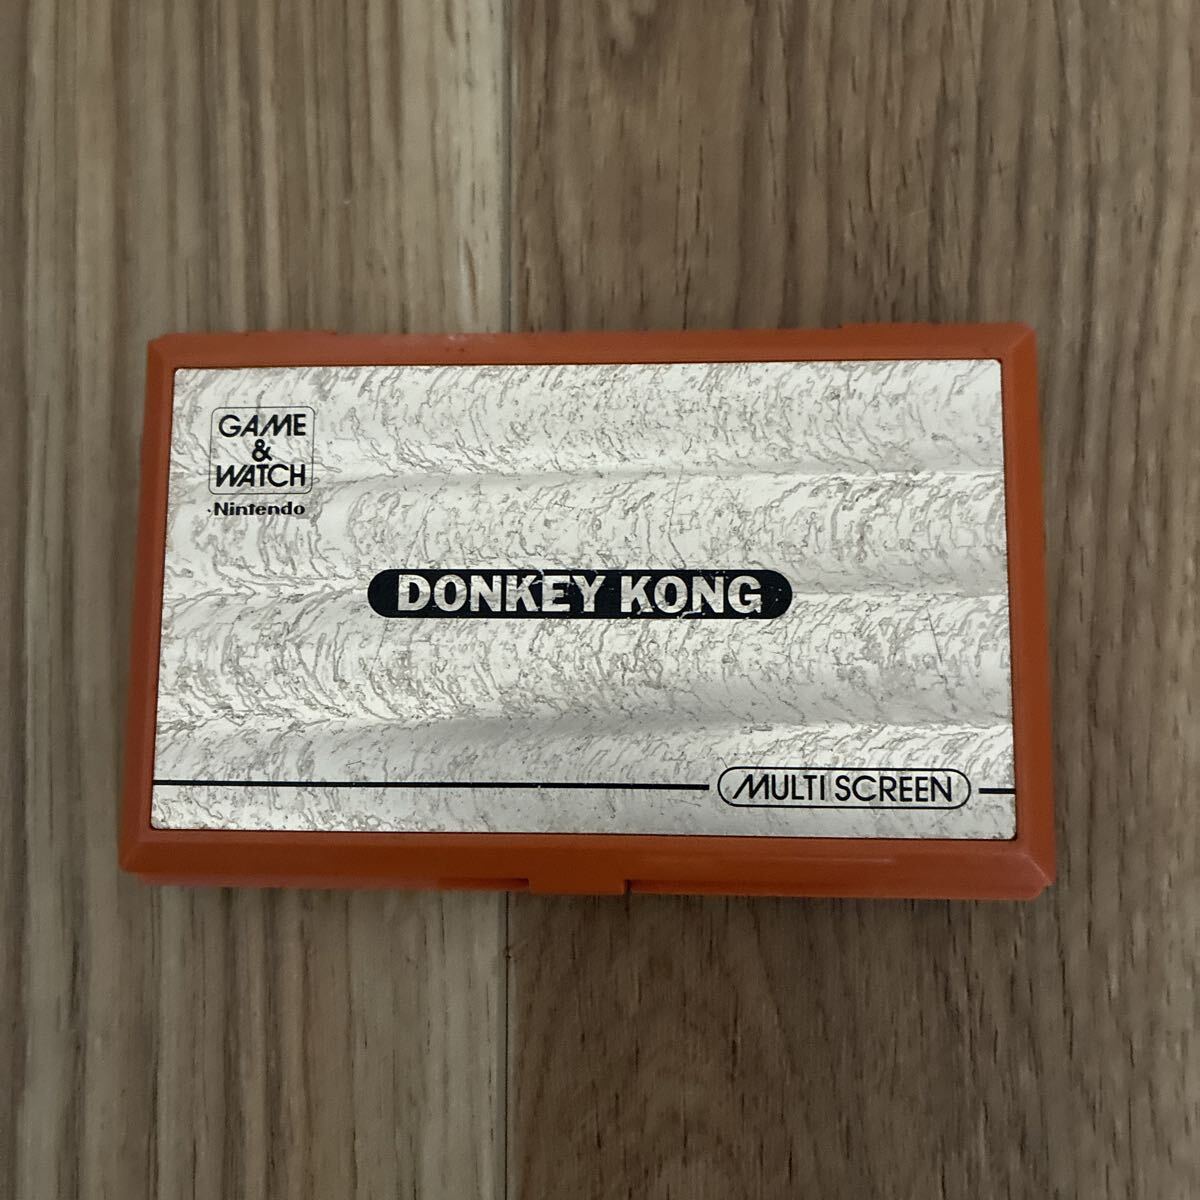 GAME
&
WATCH
Nintendo
DONKEY KONG
MULTI SCREEN